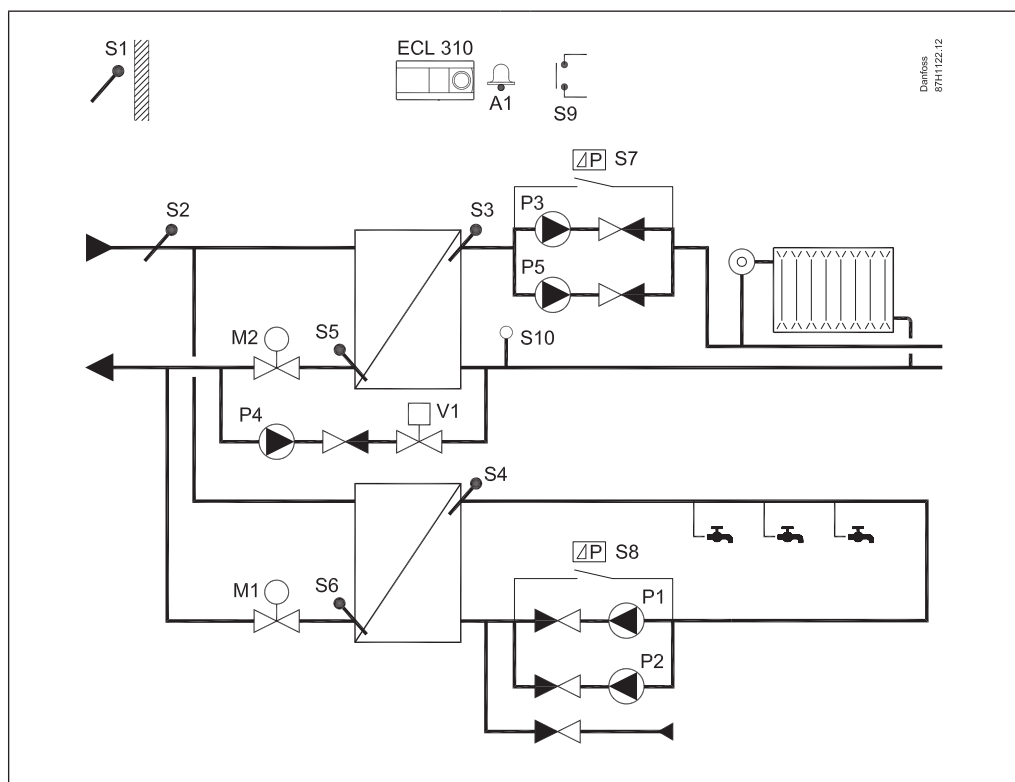 S1
ECL 310
A1
S9
Danfoss
87H1122.12
ΔP S7
S2
P3
S3
P5
M2
S5
S10
P4
V1
S4
ΔP S8
M1
S6
P1
P2